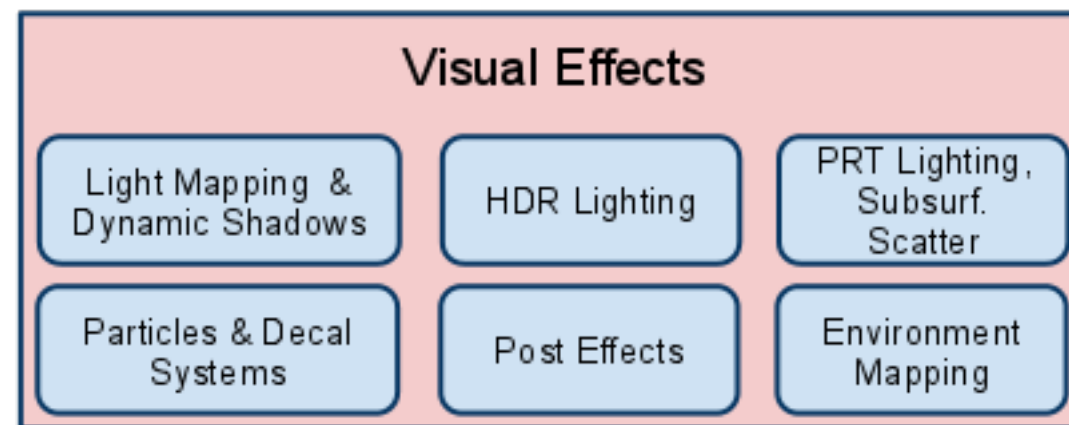 Visual Effects
Light Mapping &
Dynamic Shadows
HDR Lighting
PRT Lighting,
Subsurf.
Scatter
Particles & Decal
Systems
Post Effects
Environment
Mapping